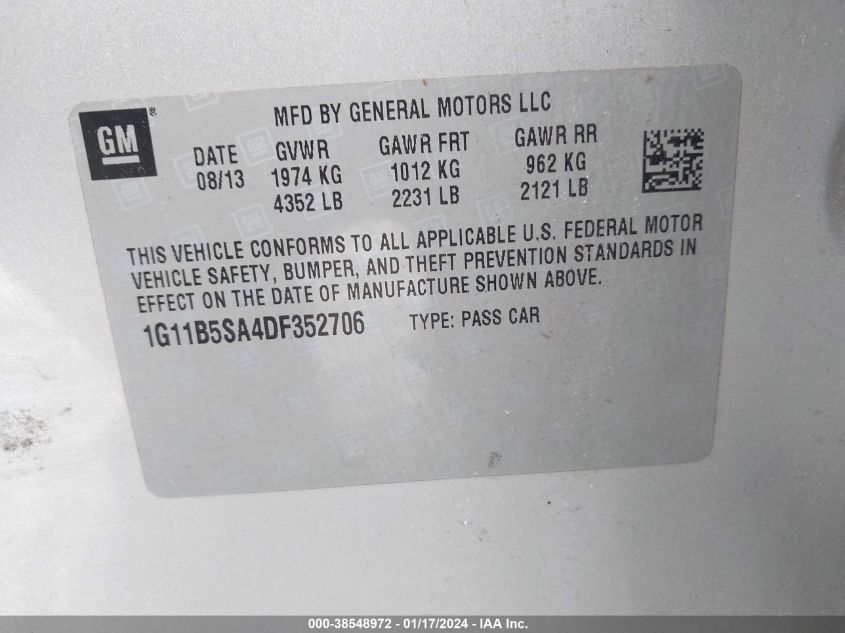 MFD BY GENERAL MOTORS LLC
GM ®
DATE GVWR GAWR FRT GAWR RR
08/13 1974 KG 1012 KG 962 KG
4352 LB 2231 LB 2121 LB
THIS VEHICLE CONFORMS TO ALL APPLICABLE U.S. FEDERAL MOTOR
VEHICLE SAFETY, BUMPER, AND THEFT PREVENTION STANDARDS IN
EFFECT ON THE DATE OF MANUFACTURE SHOWN ABOVE.
1G11B5SA4DF352706 TYPE: PASS CAR
000-38548972 - 01/17/2024 - IAA Inc.